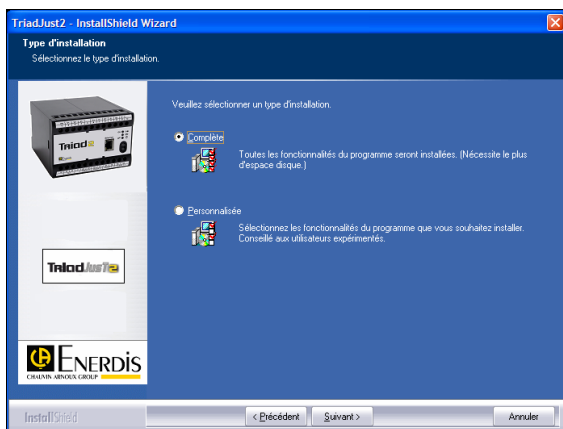 TriadJust2 - InstallShield Wizard
Type d'installation
Sélectionnez le type d'installation.
Veuillez sélectionner un type d'installation.
Complète
Toutes les fonctionnalités du programme seront installées. (Nécessite le plus
d'espace disque.)
Personnalisée
Sélectionnez les fonctionnalités du programme que vous souhaitez installer.
Conseillé aux utilisateurs expérimentés.
Triad2
TriadJust2
ENERDIS
CHAUVIN ARNOUX GROUP
InstallShield
< Précédent
Suivant >
Annuler